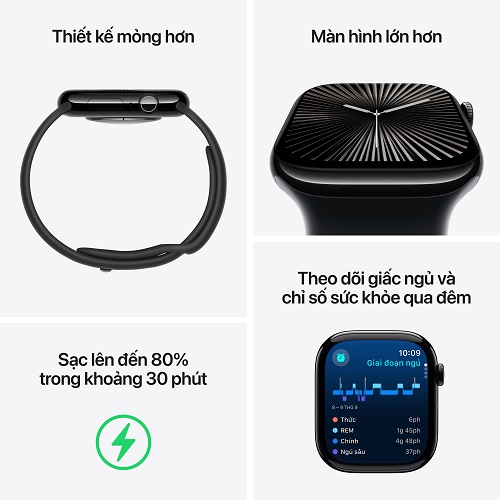 Thiết kế mỏng hơn
Màn hình lớn hơn
Theo dõi giấc ngủ và
chỉ số sức khỏe qua đêm
Sạc lên đến 80%
trong khoảng 30 phút
10:09
Giai đoạn ngủ
8 – 9 THG 9
Thức 6ph
REM 1g 45ph
Chính 4g 48ph
Ngủ sâu 37ph